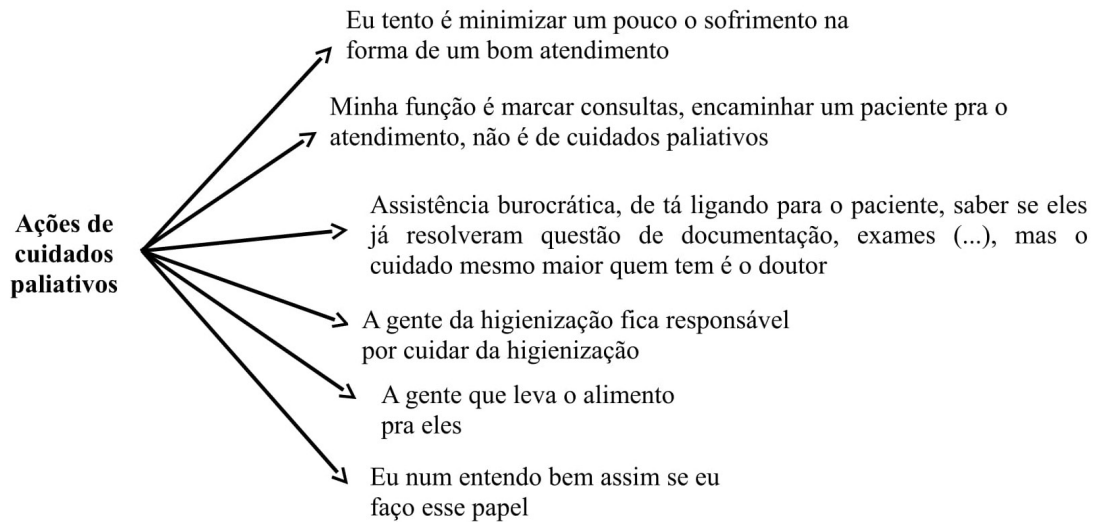 Eu tento é minimizar um pouco o sofrimento na
forma de um bom atendimento
Minha função é marcar consultas, encaminhar um paciente pra o
atendimento, não é de cuidados paliativos
Ações de
cuidados
paliativos
Assistência burocrática, de tá ligando para o paciente, saber se eles
já resolveram questão de documentação, exames (...), mas o
cuidado mesmo maior quem tem é o doutor
A gente da higienização fica responsável
por cuidar da higienização
A gente que leva o alimento
pra eles
Eu num entendo bem assim se eu
faço esse papel